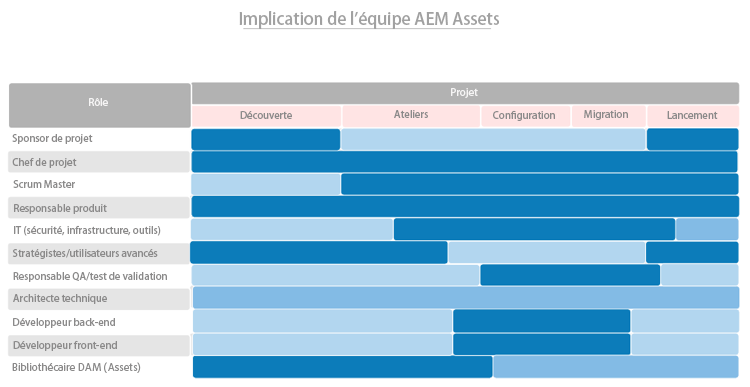 Implication de l'équipe AEM Assets
Rôle
Projet
Découverte
Ateliers
Configuration
Migration
Lancement
Sponsor de projet
Chef de projet
Scrum Master
Responsable produit
IT (sécurité, infrastructure, outils)
Stratégistes/utilisateurs avancés
Responsable QA/test de validation
Architecte technique
Développeur back-end
Développeur front-end
Bibliothécaire DAM (Assets)